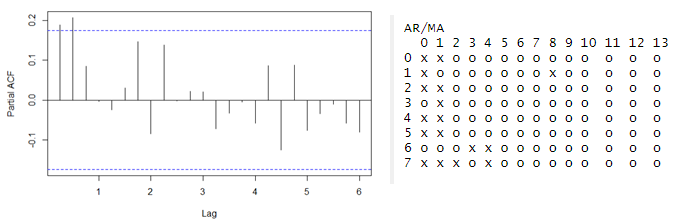 0.2
0.1
0.0
-0.1
Partial ACF
1 2 3 4 5 6
Lag
AR/MA
0 1 2 3 4 5 6 7 8 9 10 11 12 13
0 x x o o o o o o o o o o o o
1 x o o o o o o o x o o o o o
2 x x o o o o o o o o o o o o
3 o x o o o o o o o o o o o o
4 x x o o o o o o o o o o o o
5 x x o o o o o o o o o o o o
6 o o o x x o o o o o o o o o
7 x x x o x o o o o o o o o o